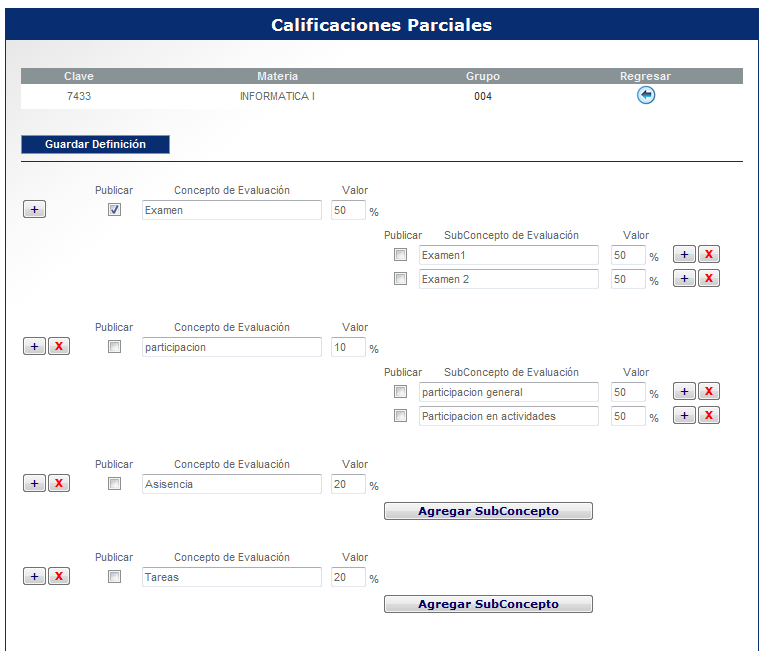 Calificaciones Parciales
Clave Materia Grupo Regresar
7433 INFORMATICA I 004
Guardar Definición
Publicar Concepto de Evaluación Valor
+ Examen 50 %
Publicar SubConcepto de Evaluación Valor
Examen1 50 % + X
Examen 2 50 % + X
Publicar Concepto de Evaluación Valor
+ X participacion 10 %
Publicar SubConcepto de Evaluación Valor
participacion general 50 % + X
Participacion en actividades 50 % + X
Publicar Concepto de Evaluación Valor
+ X Asisencia 20 %
Agregar SubConcepto
Publicar Concepto de Evaluación Valor
+ X Tareas 20 %
Agregar SubConcepto